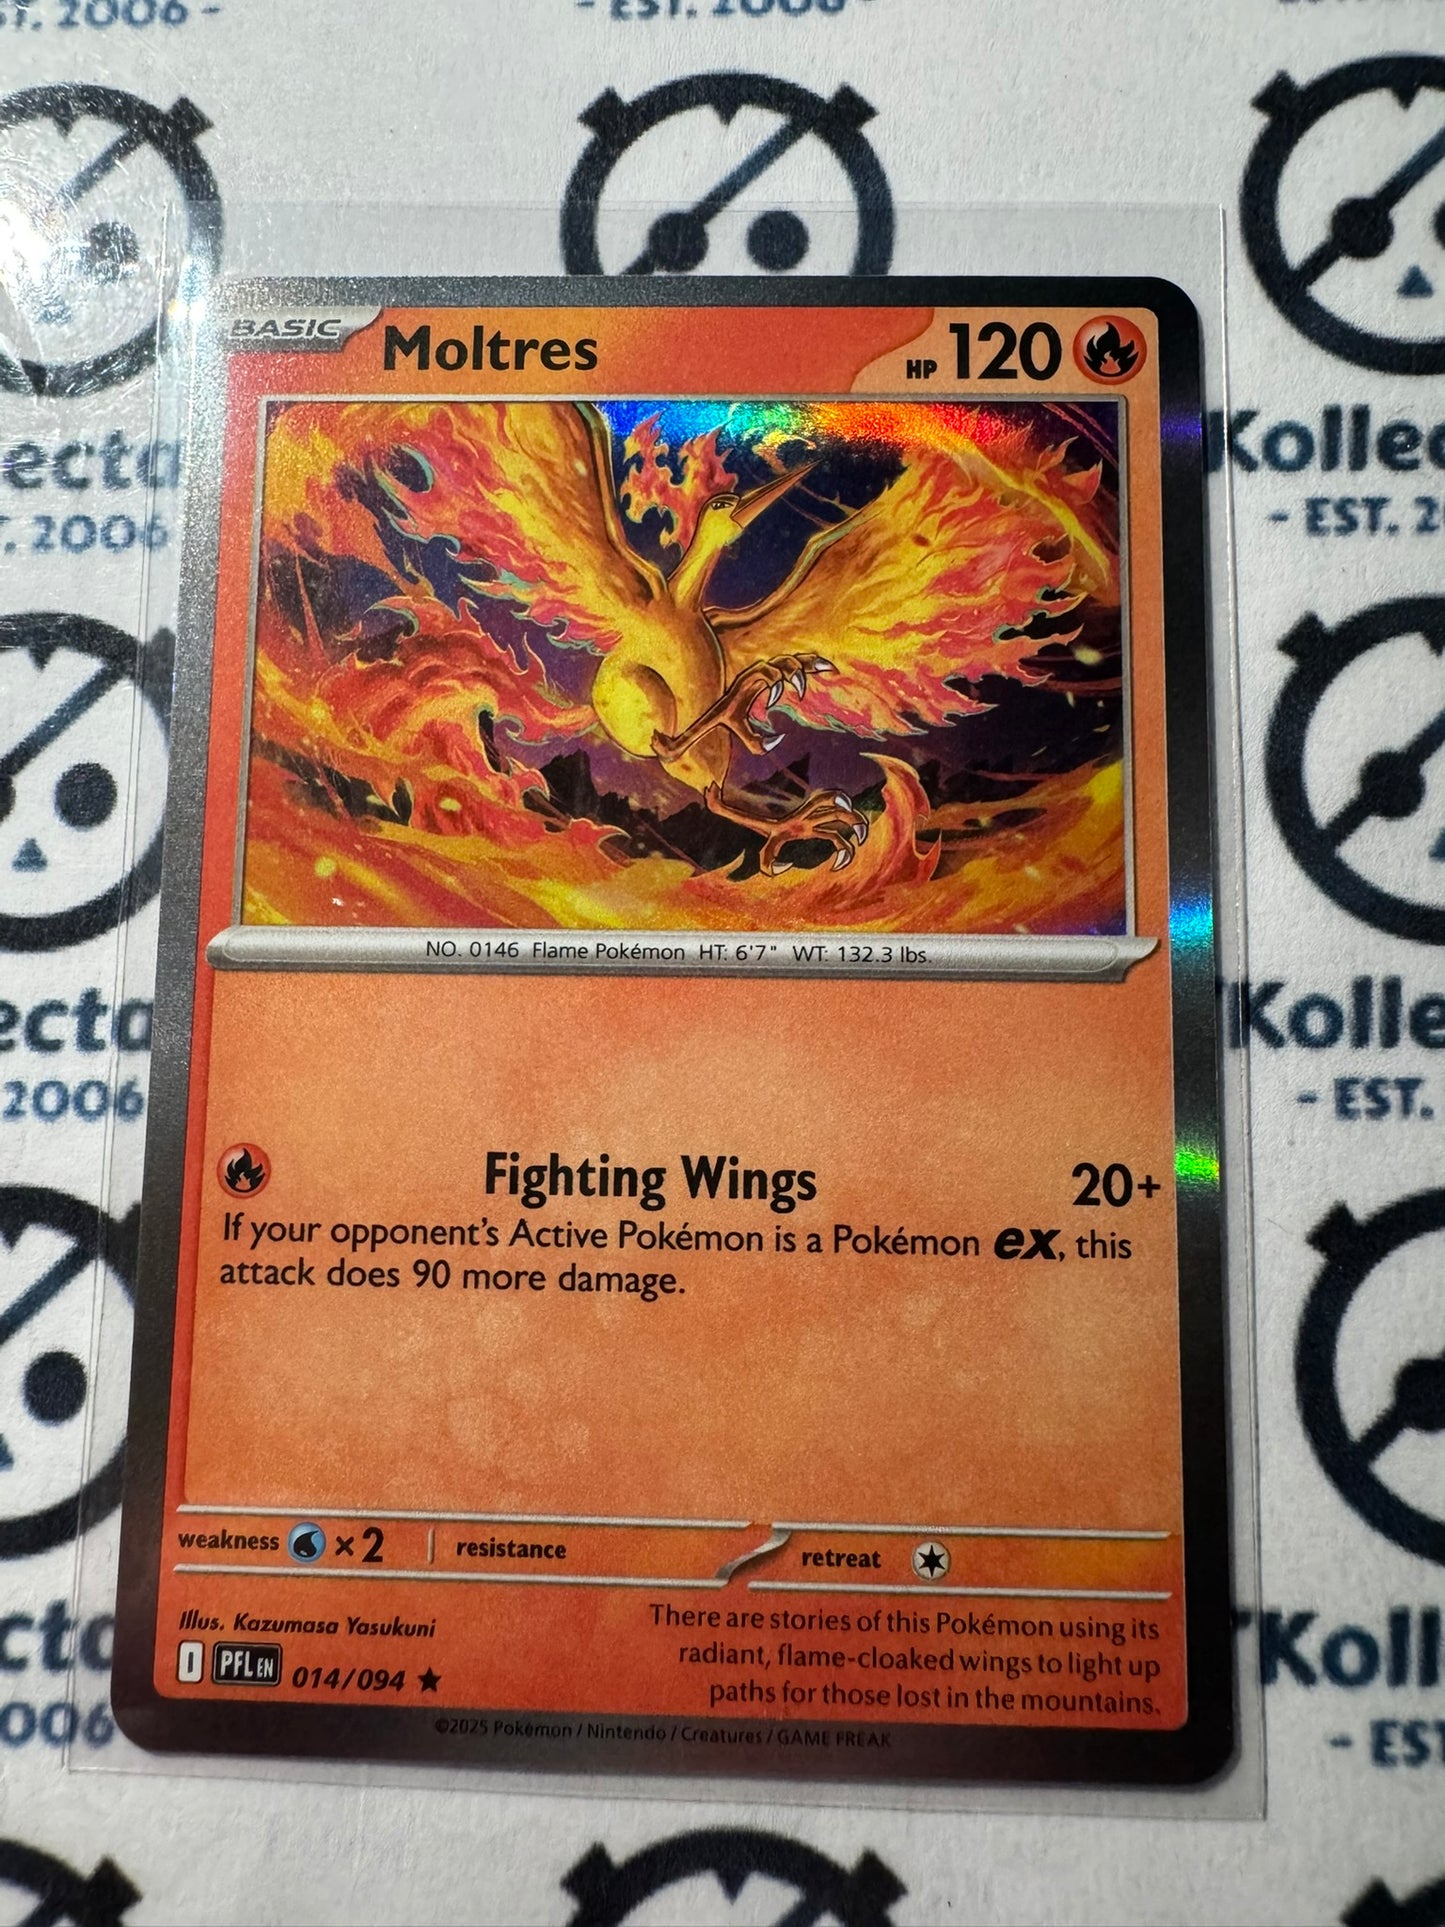 - EST. 2006 -
BASIC Moltres HP 120
NO. 0146 Flame Pokémon HT: 6'7" WT: 132.3 lbs.
Fighting Wings 20+
If your opponent's Active Pokémon is a Pokémon ex, this
attack does 90 more damage.
weakness ×2 resistance retreat
Illus. Kazumasa Yasukuni
I PFL EN 014/094 ★
There are stories of this Pokémon using its
radiant, flame-cloaked wings to light up
paths for those lost in the mountains.
©2025 Pokémon / Nintendo / Creatures / GAME FREAK